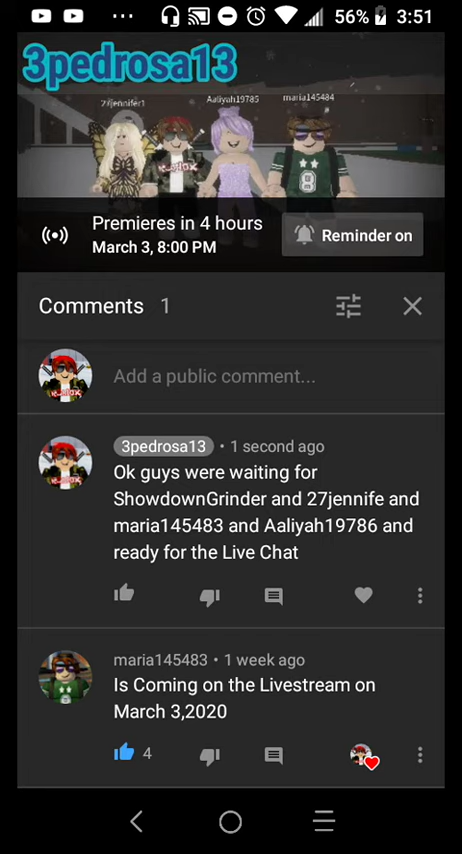 56% 3:51
3pedrosa13
Aaliyah19785 maria145484
Premieres in 4 hours
March 3, 8:00 PM
Reminder on
Comments 1
Add a public comment...
3pedrosa13 • 1 second ago
Ok guys were waiting for
ShowdownGrinder and 27jennife and
maria145483 and Aaliyah19786 and
ready for the Live Chat
maria145483 • 1 week ago
Is Coming on the Livestream on
March 3,2020
4